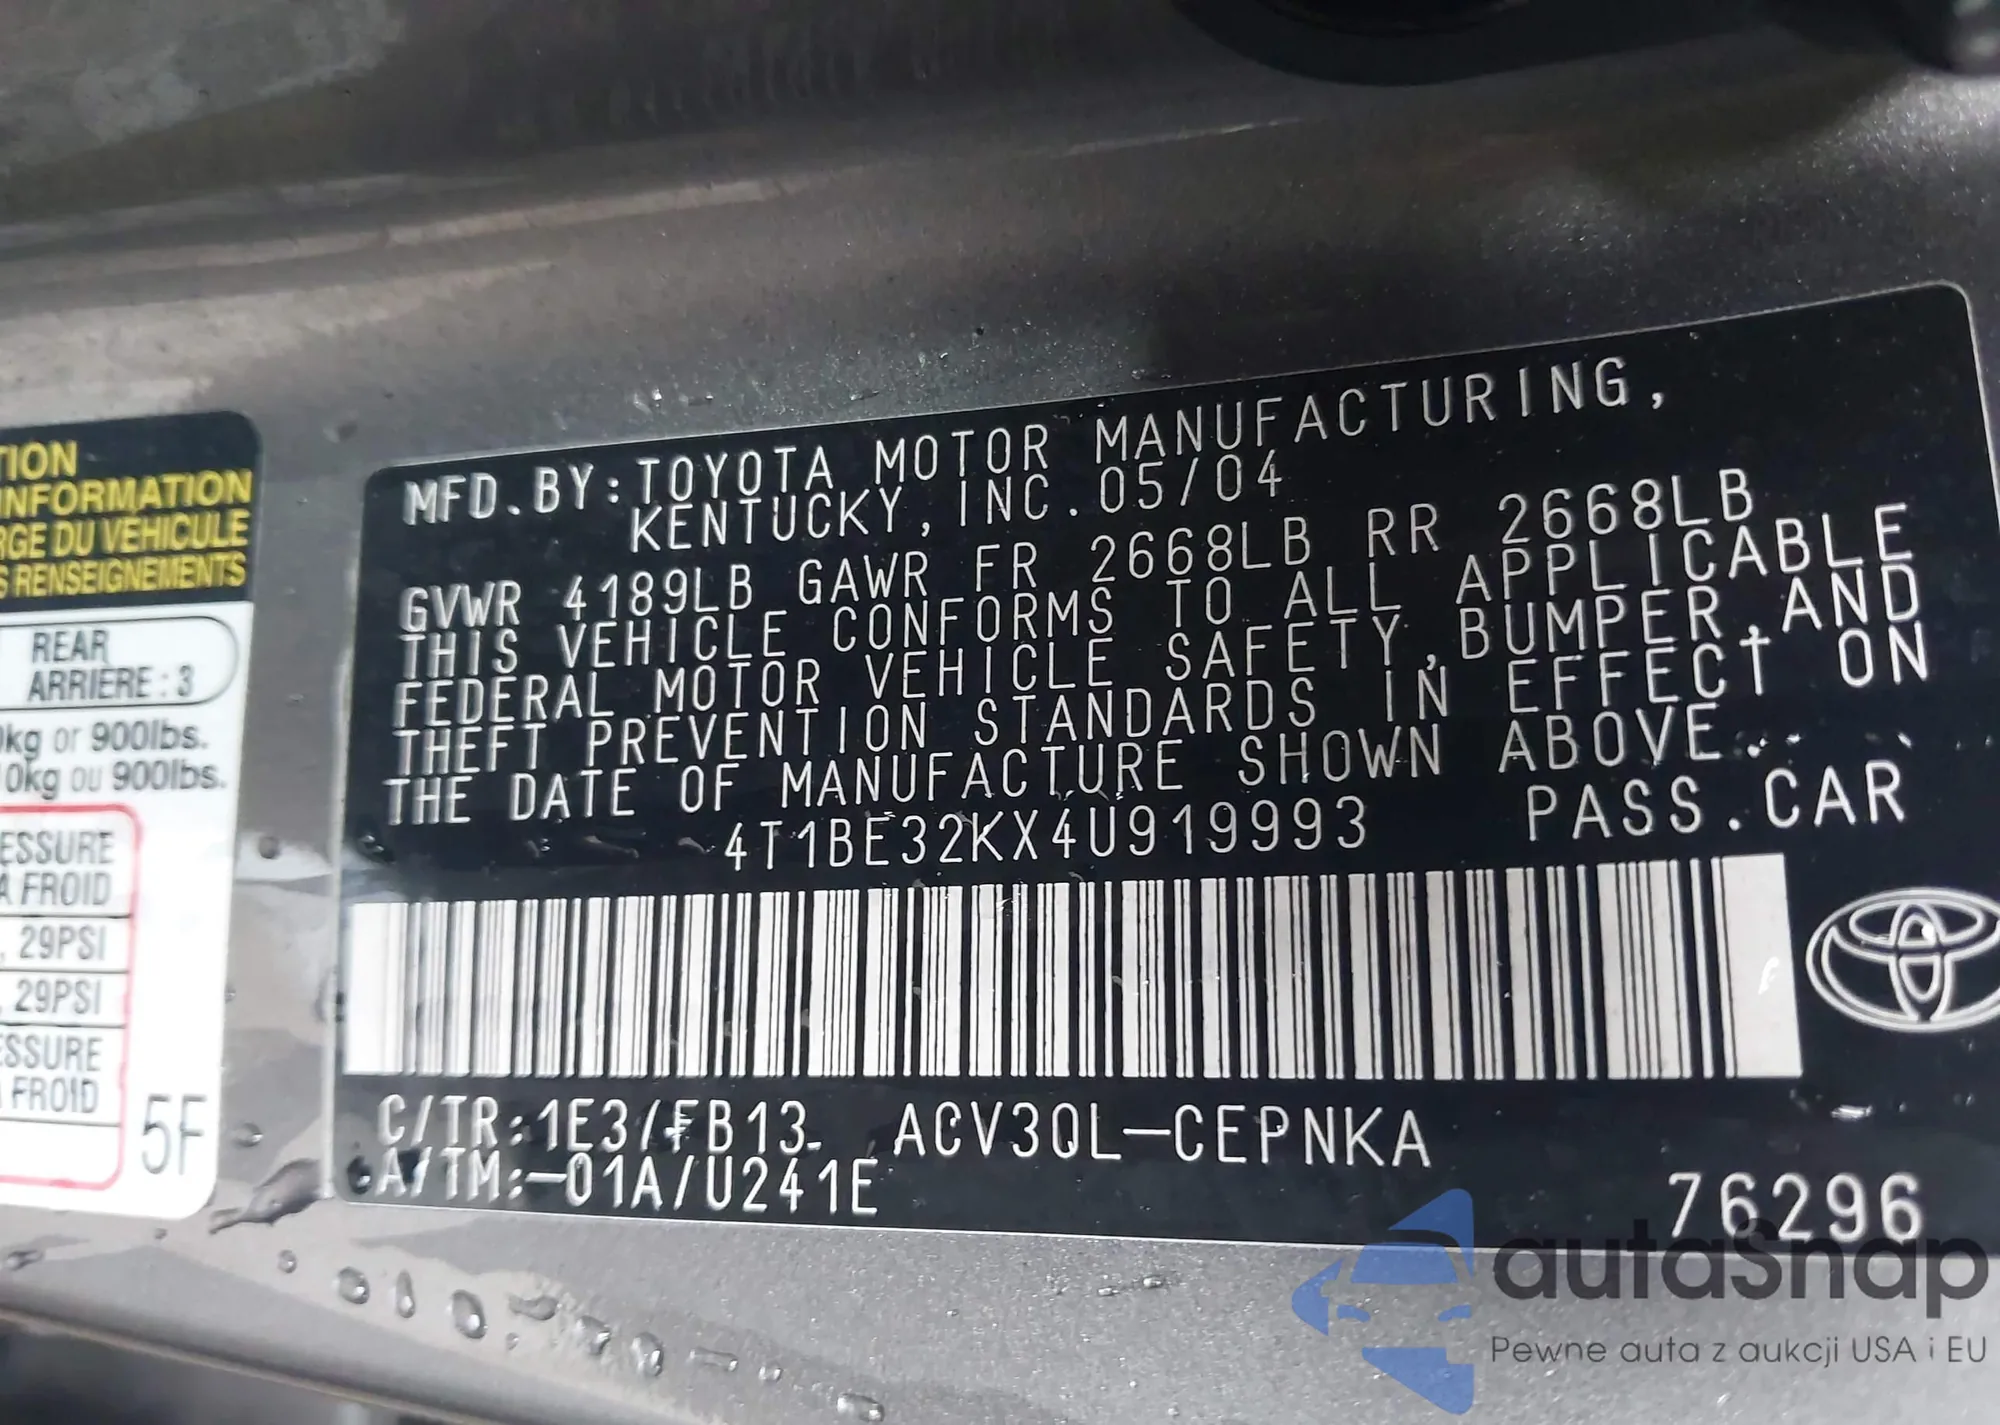 TION
INFORMATION
RGE DU VÉHICULE
S RENSEIGNEMENTS
REAR
ARRIÈRE : 3
0kg or 900lbs.
10kg ou 900lbs.
ESSURE
A FROID
, 29PSI
, 29PSI
ESSURE
A FROID
5F
MFD.BY:TOYOTA MOTOR MANUFACTURING,
KENTUCKY, INC.05/04
GVWR 4189LB GAWR FR 2668LB RR 2668LB
THIS VEHICLE CONFORMS TO ALL APPLICABLE
FEDERAL MOTOR VEHICLE SAFETY,BUMPER,AND
THEFT PREVENTION STANDARDS IN EFFECT ON
THE DATE OF MANUFACTURE SHOWN ABOVE.
4T1BE32KX4U919993 PASS.CAR
C/TR:1E3/FB13 ACV30L-CEPNKA
A/TM:-01A/U241E
76296
autaSnap
Pewne auta z aukcji USA i EU